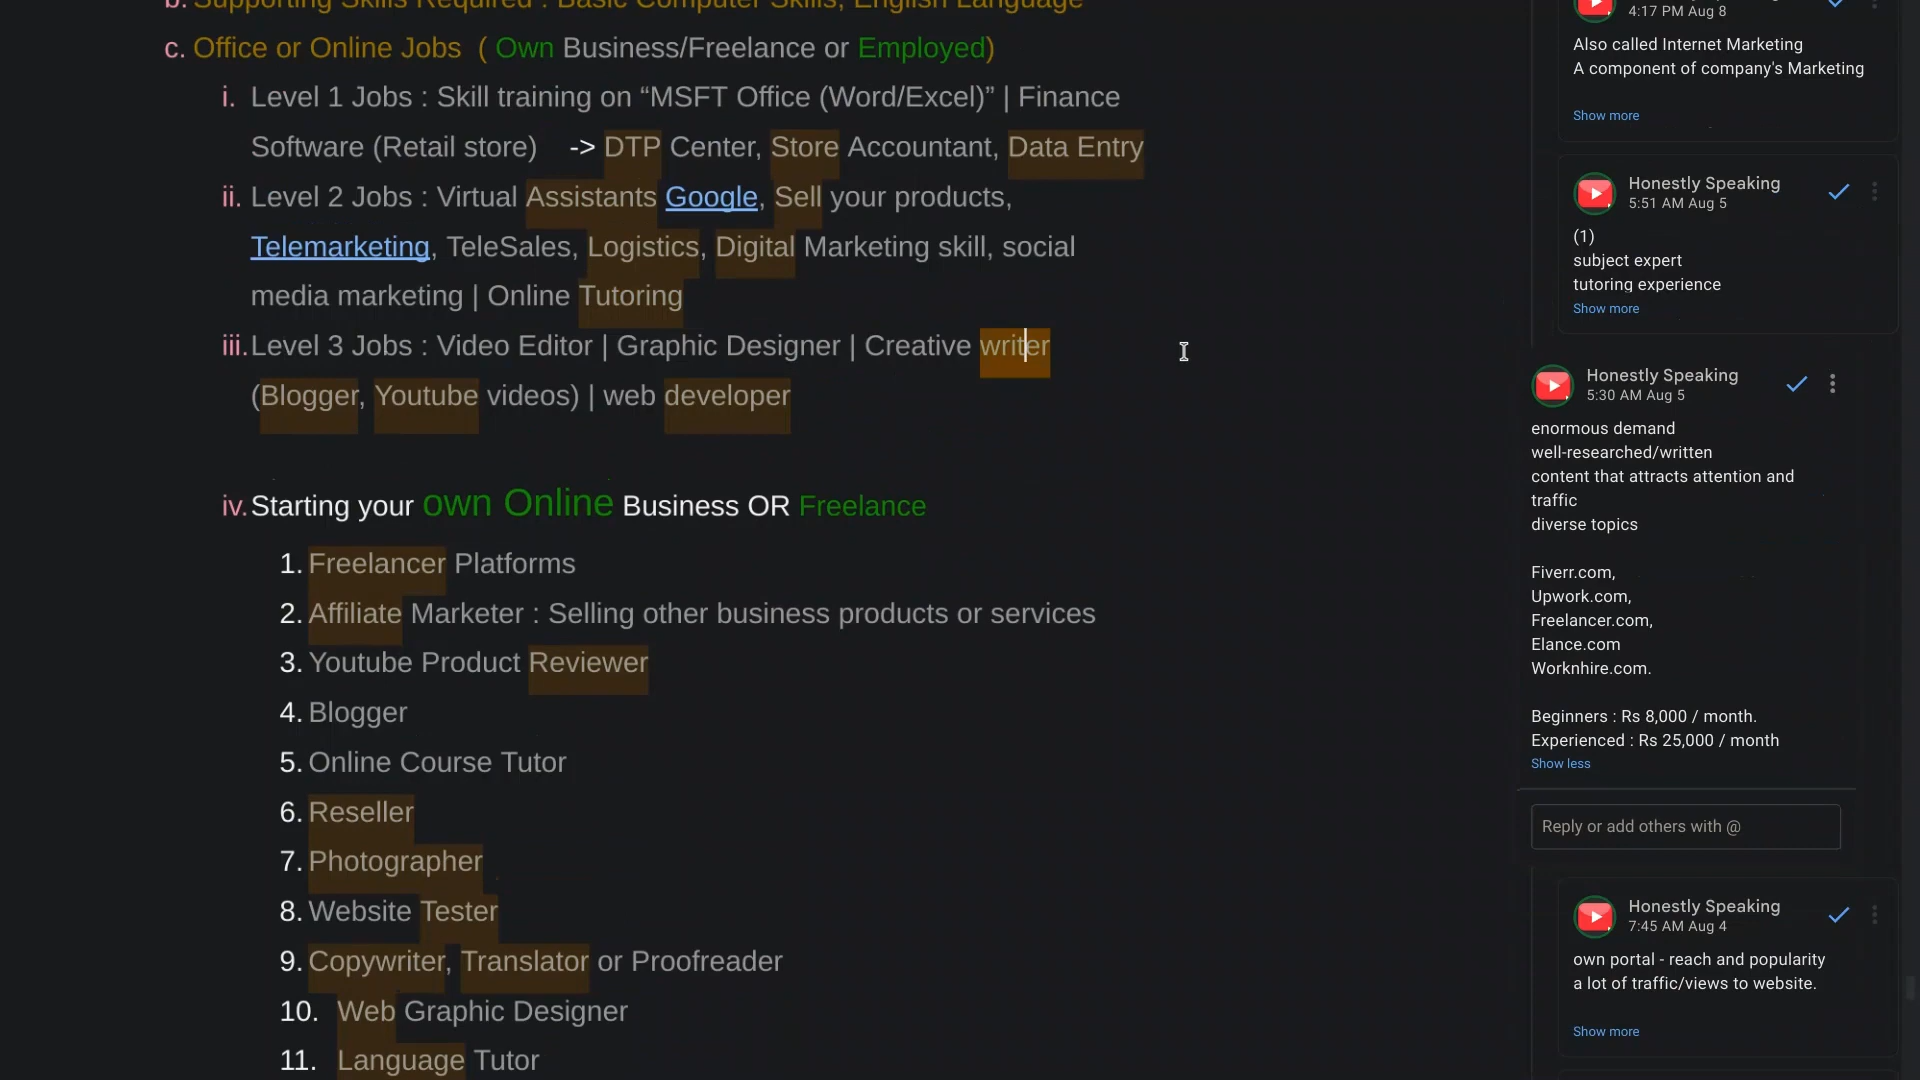 b. Supporting Skills Required : Basic Computer Skills, English Language
c. Office or Online Jobs ( Own Business/Freelance or Employed)
i. Level 1 Jobs : Skill training on “MSFT Office (Word/Excel)” | Finance
Software (Retail store) -> DTP Center, Store Accountant, Data Entry
ii. Level 2 Jobs : Virtual Assistants Google, Sell your products,
Telemarketing, TeleSales, Logistics, Digital Marketing skill, social
media marketing | Online Tutoring
iii. Level 3 Jobs : Video Editor | Graphic Designer | Creative writer
(Blogger, Youtube videos) | web developer
iv. Starting your own Online Business OR Freelance
1. Freelancer Platforms
2. Affiliate Marketer : Selling other business products or services
3. Youtube Product Reviewer
4. Blogger
5. Online Course Tutor
6. Reseller
7. Photographer
8. Website Tester
9. Copywriter, Translator or Proofreader
10. Web Graphic Designer
11. Language Tutor
4:17 PM Aug 8
Also called Internet Marketing
A component of company's Marketing
Show more
Honestly Speaking
5:51 AM Aug 5
(1)
subject expert
tutoring experience
Show more
Honestly Speaking
5:30 AM Aug 5
enormous demand
well-researched/written
content that attracts attention and
traffic
diverse topics
Fiverr.com,
Upwork.com,
Freelancer.com,
Elance.com
Worknhire.com.
Beginners : Rs 8,000 / month.
Experienced : Rs 25,000 / month
Show less
Reply or add others with @
Honestly Speaking
7:45 AM Aug 4
own portal - reach and popularity
a lot of traffic/views to website.
Show more